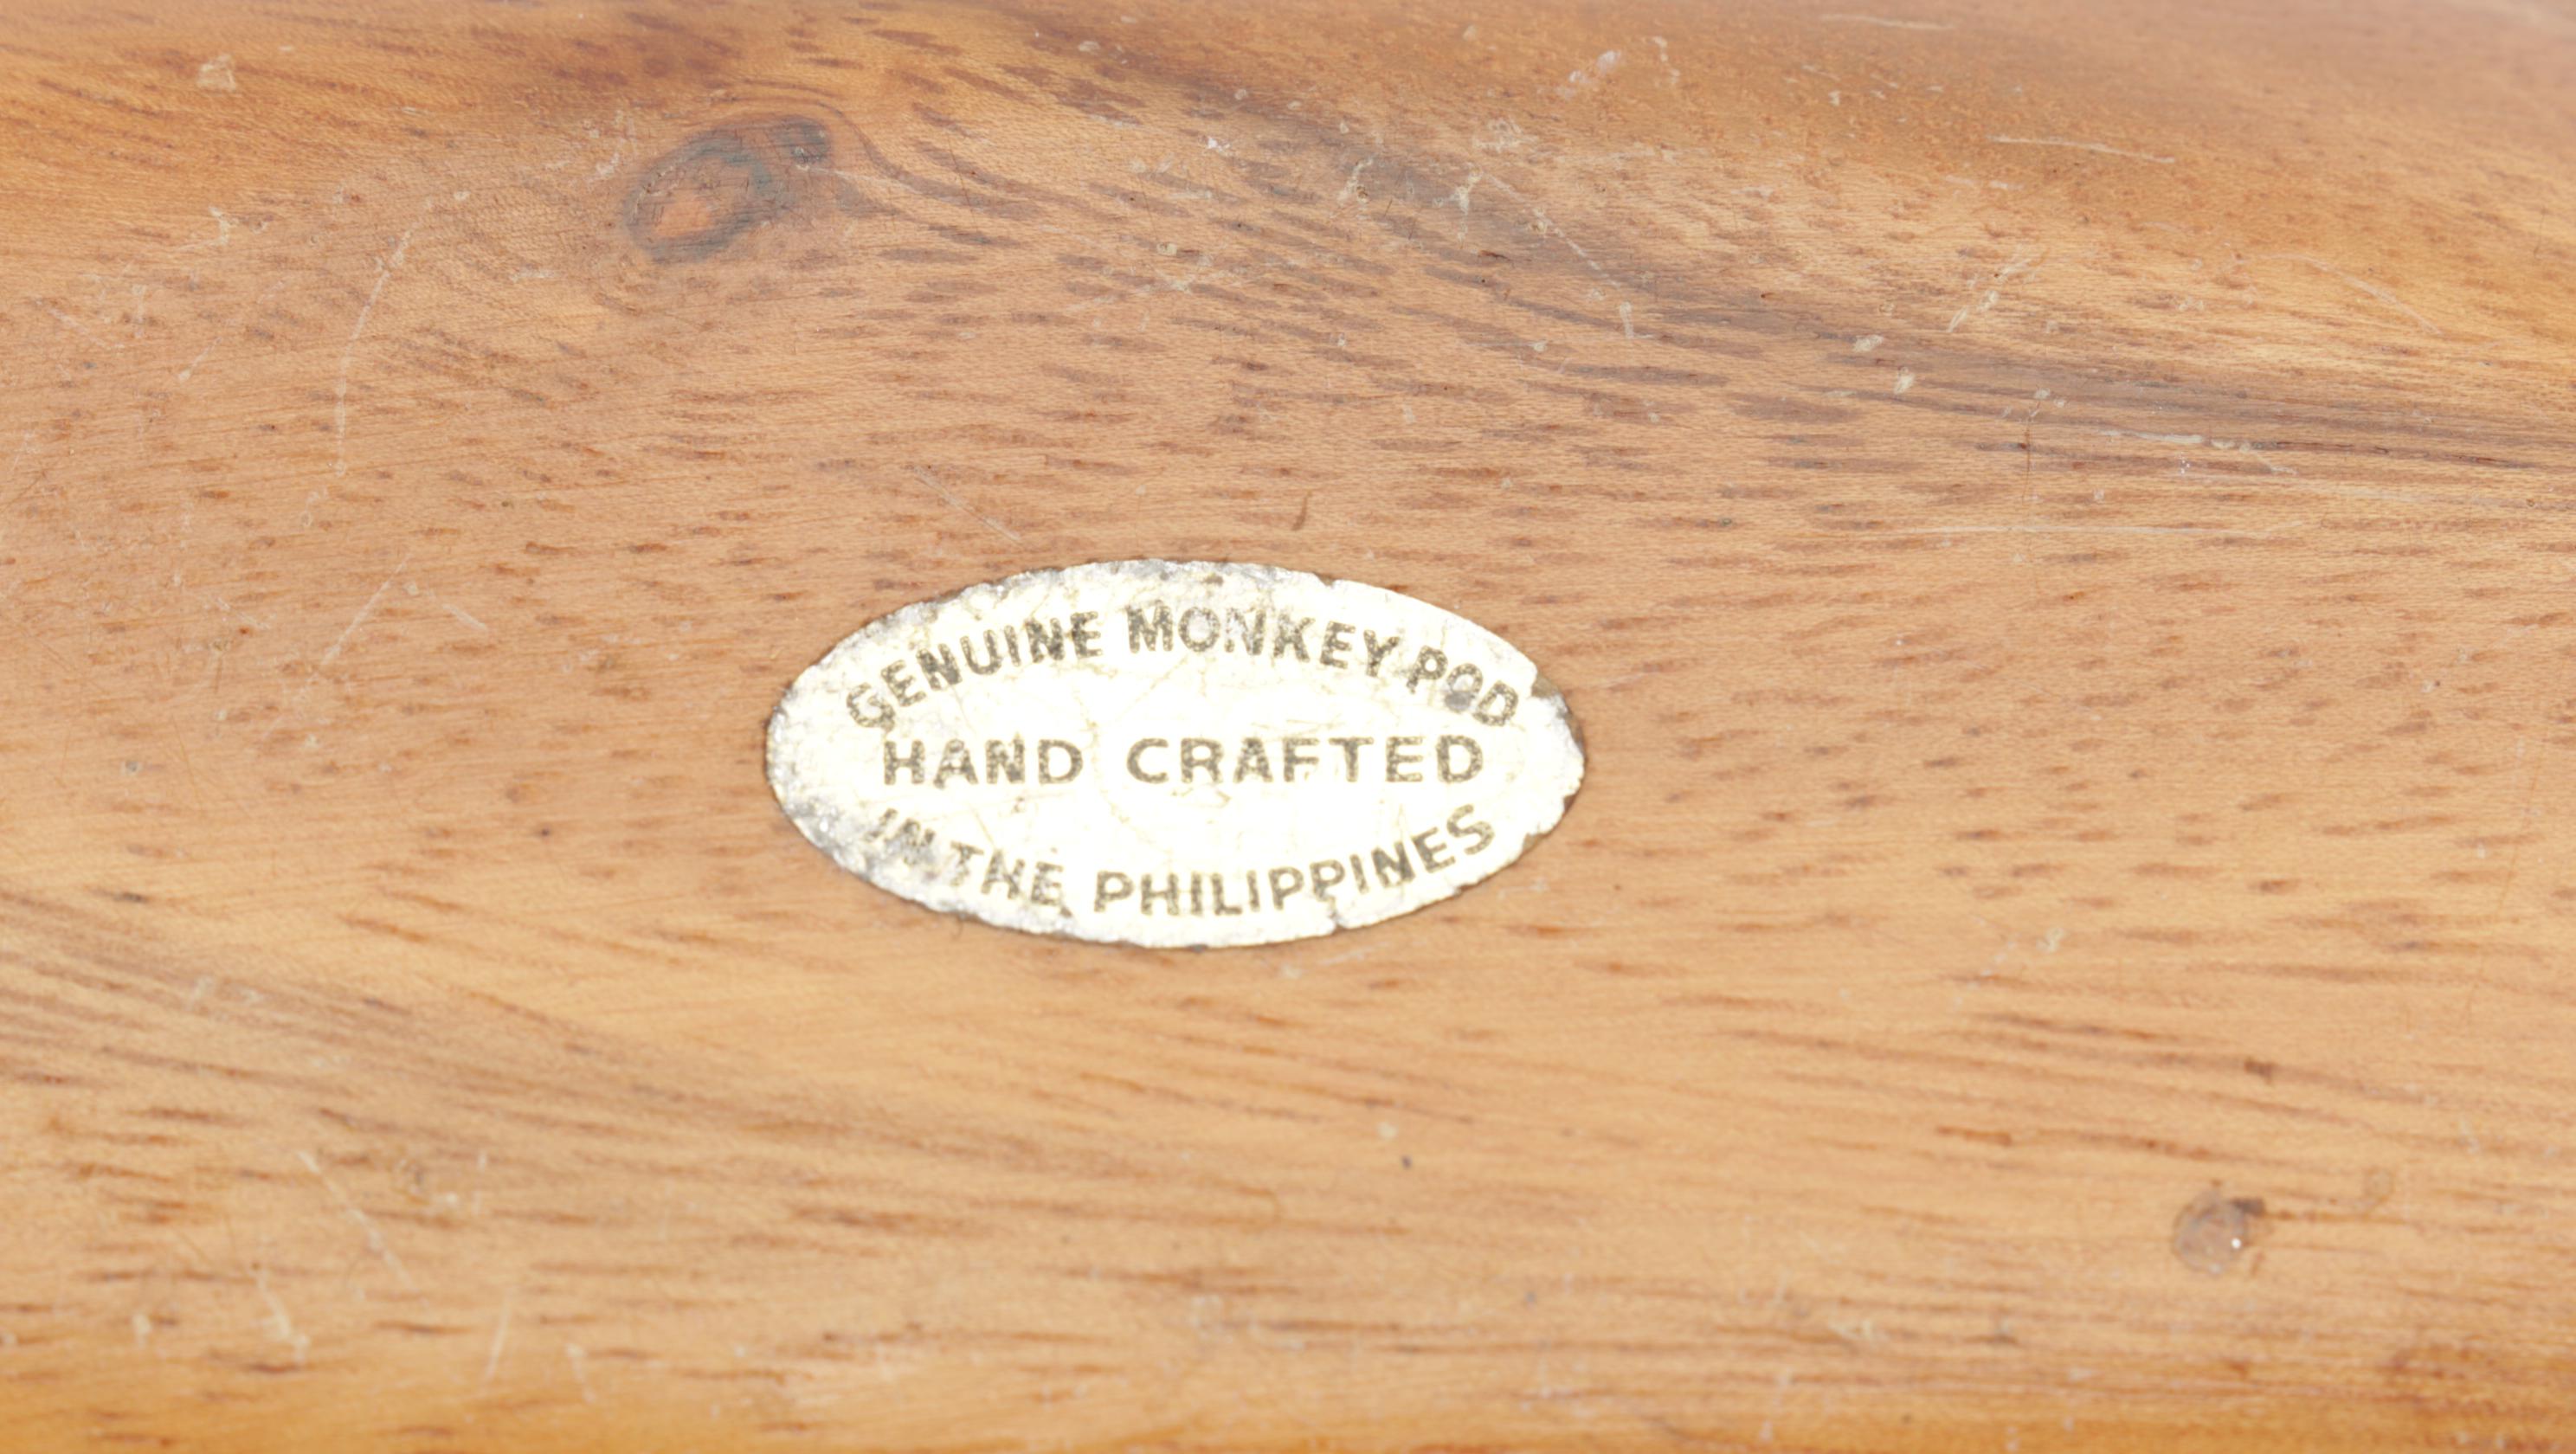 GENUINE MONKEY POD
HAND CRAFTED
IN THE PHILIPPINES